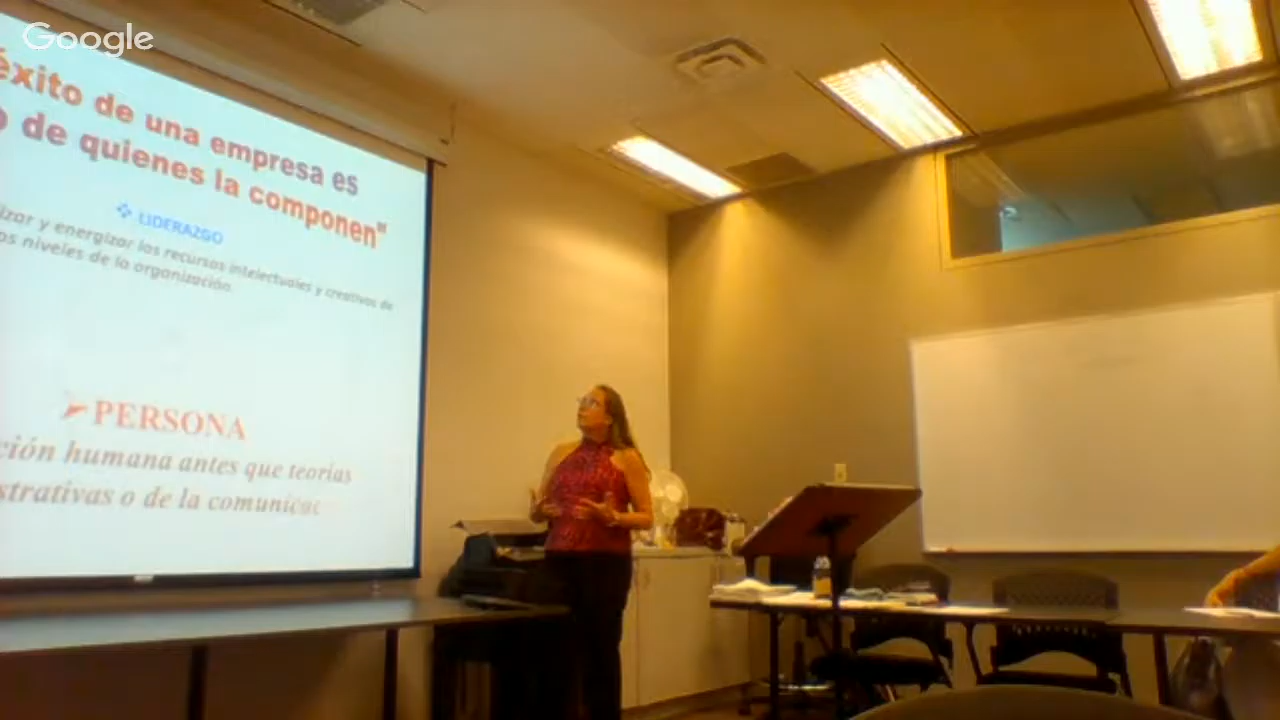 Google
éxito de una empresa es
de quienes la componen"
LIDERAZGO
izar y energizar los recursos intelectuales y creativos de
os niveles de la organización.
PERSONA
ción humana antes que teorías
strativas o de la comunicac